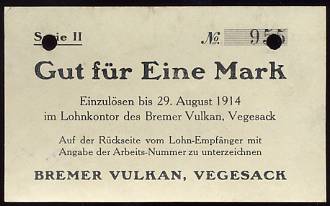 Serie II № 955
Gut für Eine Mark
Einzulösen bis 29. August 1914
im Lohnkontor des Bremer Vulkan, Vegesack
Auf der Rückseite vom Lohn-Empfänger mit
Angabe der Arbeits-Nummer zu unterzeichnen
BREMER VULKAN, VEGESACK